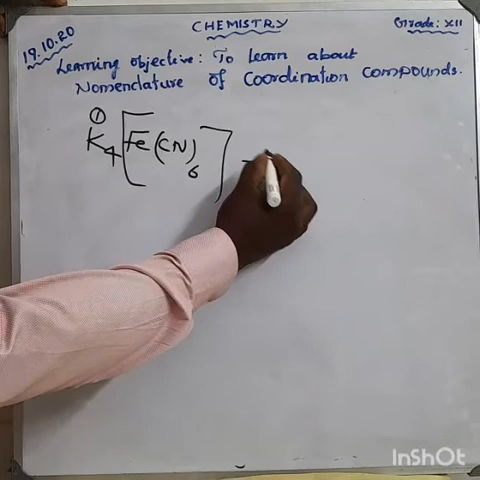 19.10.20
CHEMISTRY
Grade: XII
Learning objective: To learn about
Nomenclature of Coordination compounds.
① K4[Fe(CN)6]
InShOt